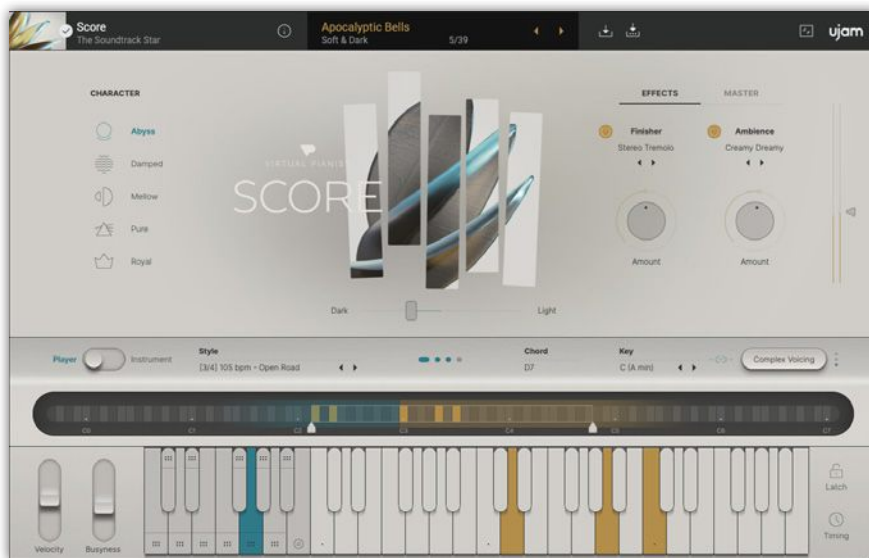 Score
The Soundtrack Star
Apocalyptic Bells
Soft & Dark
5/39
ujam
CHARACTER
Abyss
Damped
Mellow
Pure
Royal
VIRTUAL PIANIST
SCORE
Dark
Light
EFFECTS
MASTER
Finisher
Stereo Tremolo
Amount
Ambience
Creamy Dreamy
Amount
Player
Instrument
Style
[3/4] 105 bpm - Open Road
Chord
D7
Key
C (A min)
Complex Voicing
C0
C1
C2
C3
C4
C5
C6
C7
Velocity
Busyness
Latch
Timing